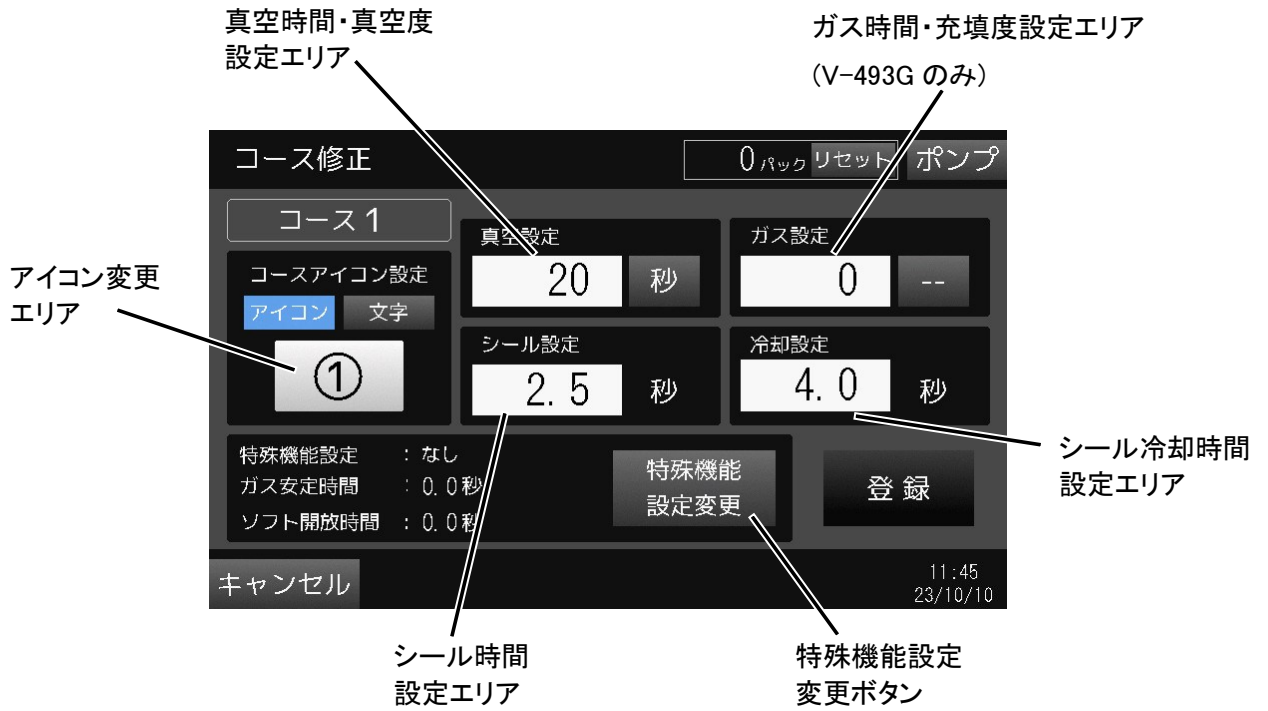 真空時間・真空度
設定エリア
ガス時間・充填度設定エリア
(V-493G のみ)
コース修正
0パック リセット ポンプ
コース1
真空設定
20 秒
ガス設定
0 --
アイコン変更
エリア
コースアイコン設定
アイコン 文字
①
シール設定
2.5 秒
冷却設定
4.0 秒
シール冷却時間
設定エリア
特殊機能設定 :なし
ガス安定時間 :0.0秒
ソフト開放時間 :0.0秒
特殊機能
設定変更
登録
キャンセル
11:45
23/10/10
シール時間
設定エリア
特殊機能設定
変更ボタン